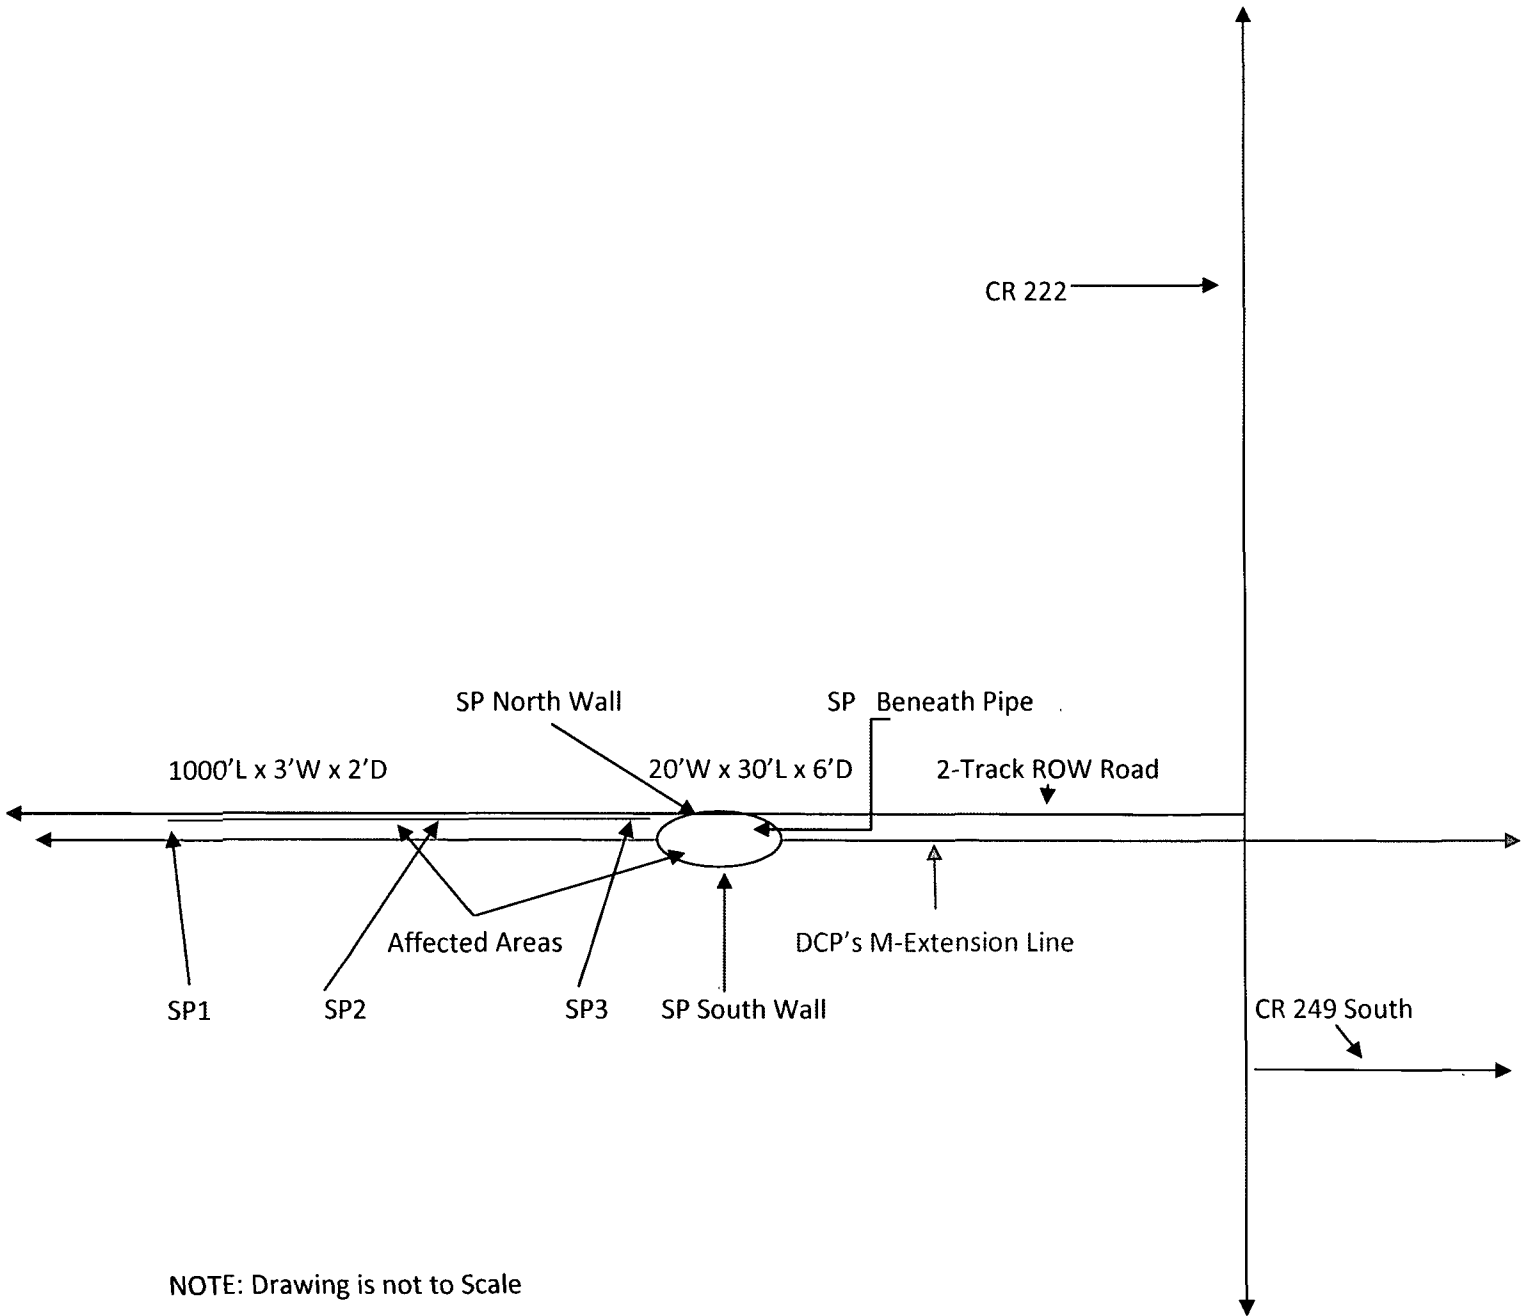 CR 222
SP North Wall
SP Beneath Pipe
1000'L x 3'W x 2'D
20'W x 30'L x 6'D
2-Track ROW Road
Affected Areas
DCP's M-Extension Line
SP1
SP2
SP3
SP South Wall
CR 249 South
NOTE: Drawing is not to Scale